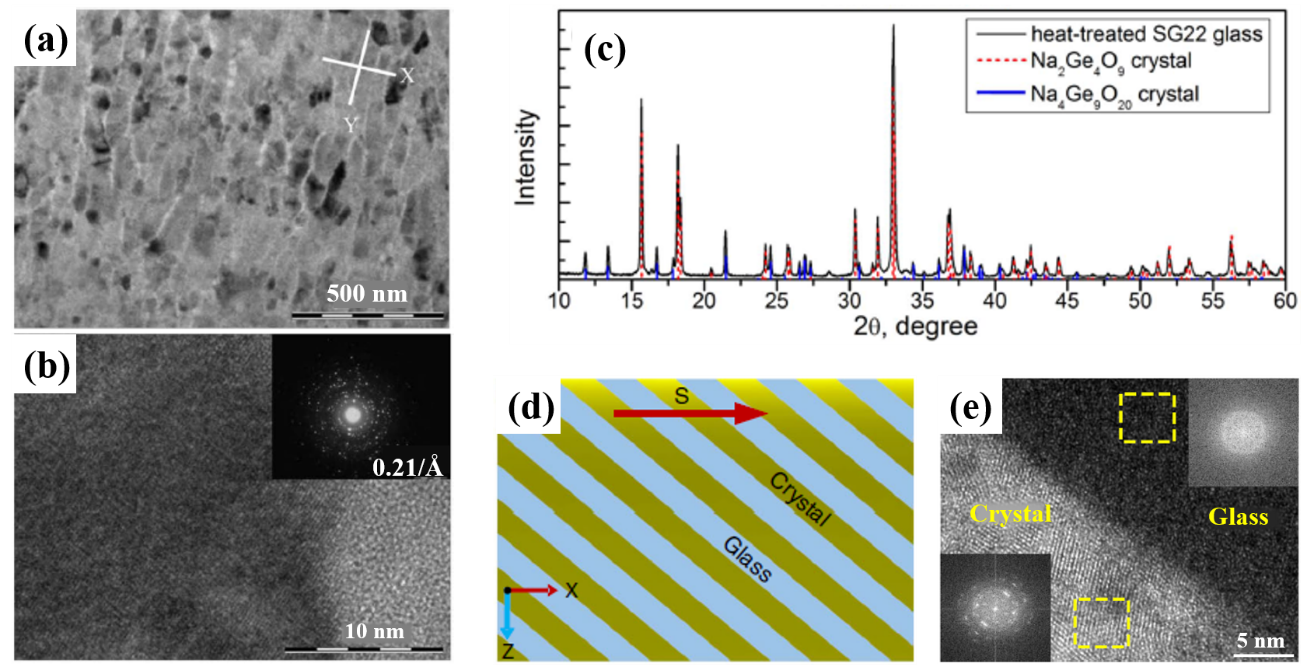 (a)
X
Y
500 nm
(b)
0.21/Å
10 nm
(c)
heat-treated SG22 glass
Na₂Ge₄O₉ crystal
Na₄Ge₉O₂₀ crystal
Intensity
10 15 20 25 30 35 40 45 50 55 60
2θ, degree
(d)
S
Crystal
Glass
X
Z
(e)
Crystal
Glass
5 nm